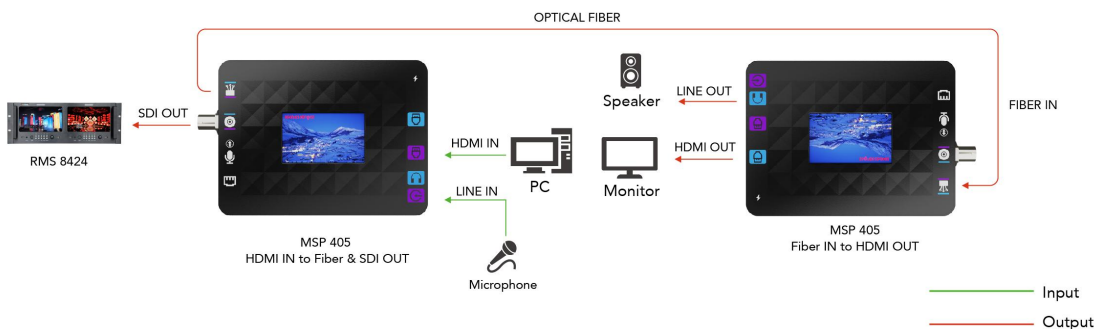 OPTICAL FIBER
SDI OUT
RMS 8424
HDMI IN
LINE IN
PC
Microphone
MSP 405
HDMI IN to Fiber & SDI OUT
Speaker
LINE OUT
HDMI OUT
Monitor
FIBER IN
MSP 405
Fiber IN to HDMI OUT
Input
Output